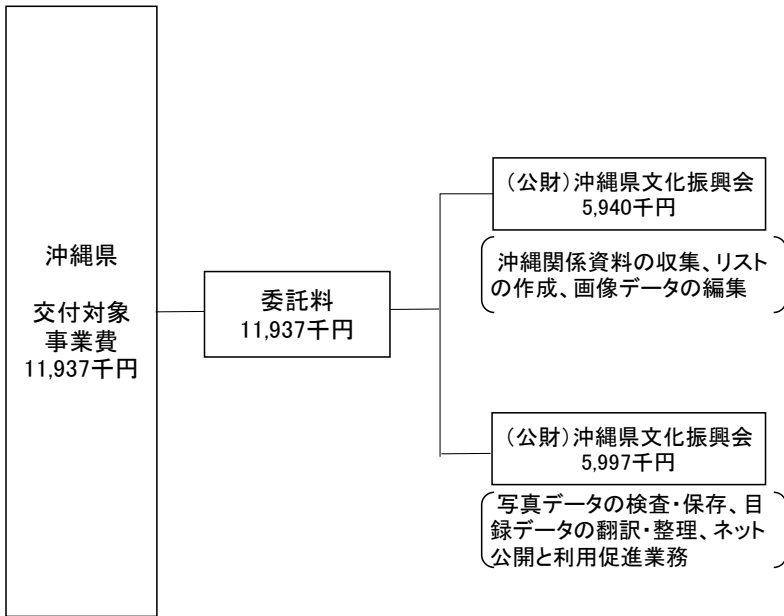 沖縄県
交付対象
事業費
11,937千円
委託料
11,937千円
(公財)沖縄県文化振興会
5,940千円
沖縄関係資料の収集、リスト
の作成、画像データの編集
(公財)沖縄県文化振興会
5,997千円
写真データの検査・保存、目
録データの翻訳・整理、ネット
公開と利用促進業務